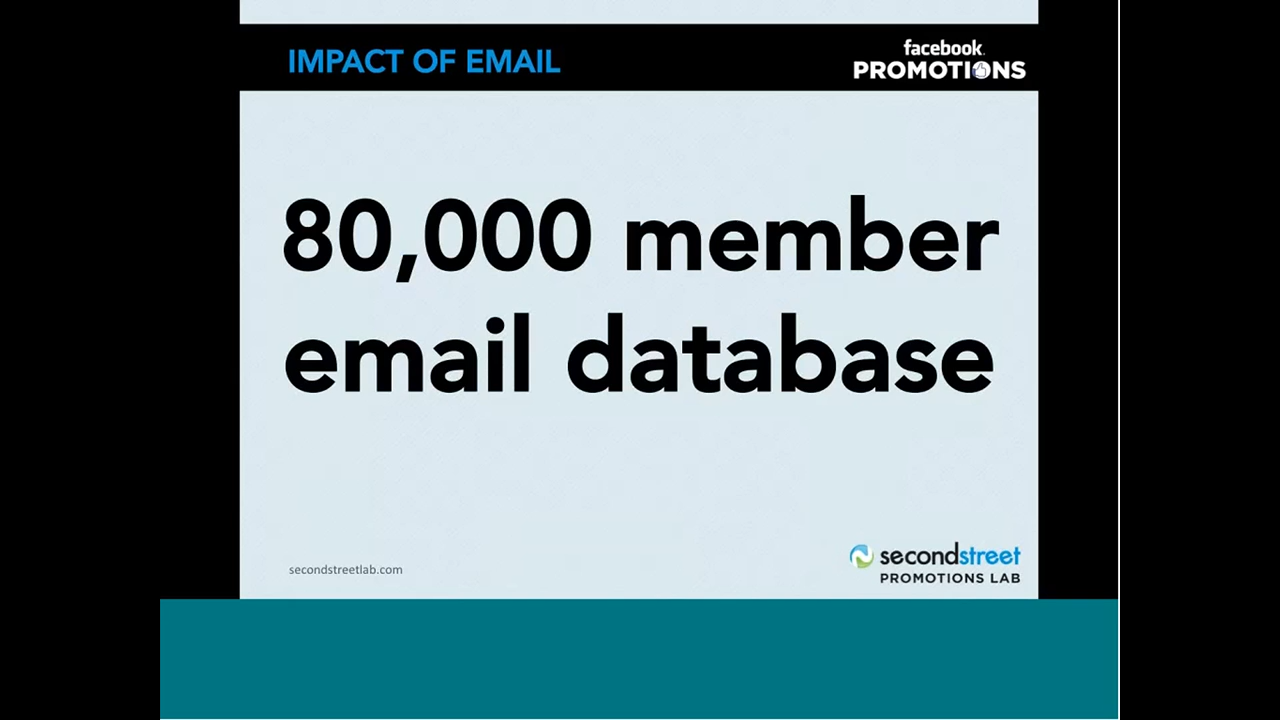 IMPACT OF EMAIL
facebook
PROMOTIONS
80,000 member
email database
secondstreetlab.com
secondstreet
PROMOTIONS LAB